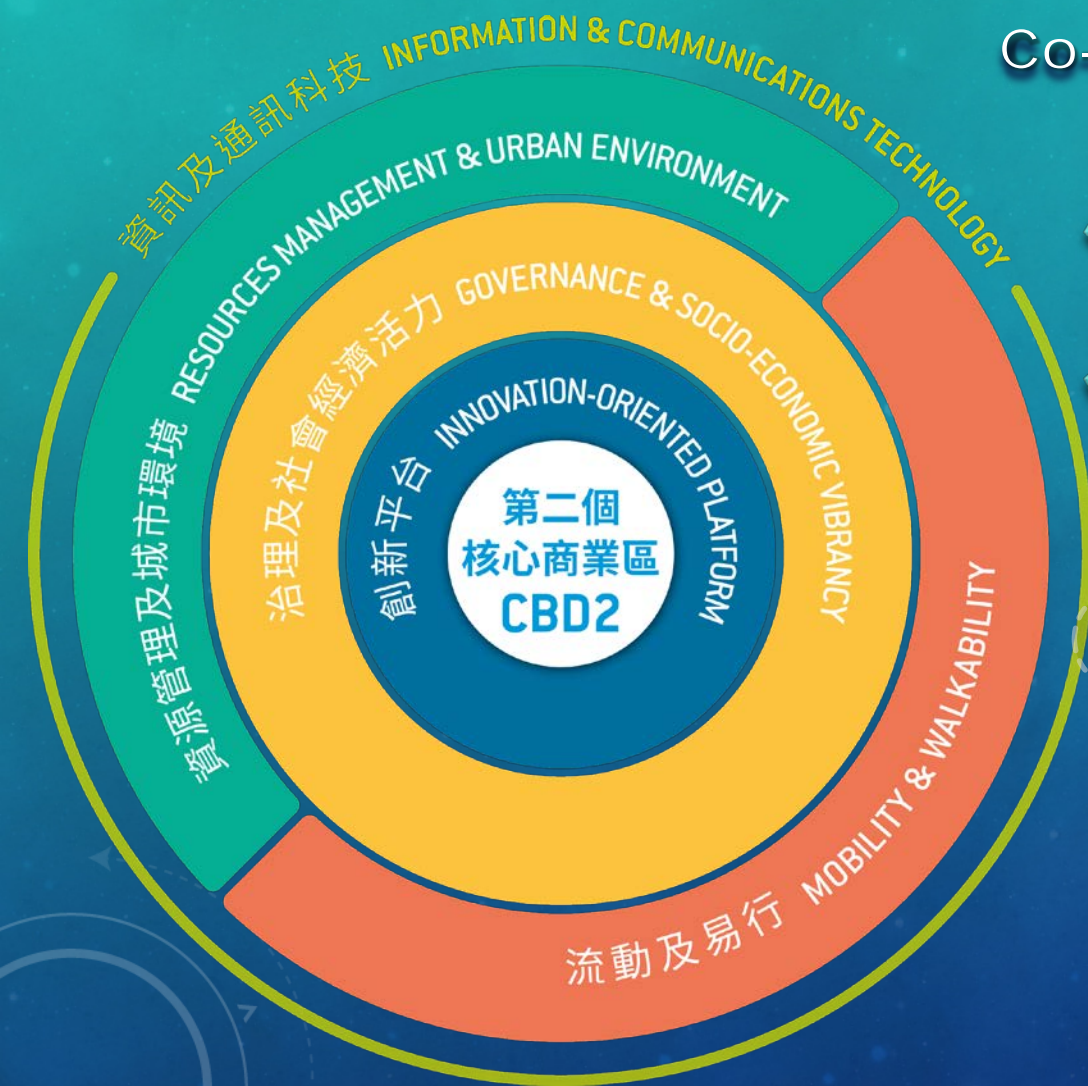 Co-
資訊及通訊科技 INFORMATION & COMMUNICATIONS TECHNOLOGY
資源管理及城市環境 RESOURCES MANAGEMENT & URBAN ENVIRONMENT
治理及社會經濟活力 GOVERNANCE & SOCIO-ECONOMIC VIBRANCY
創新平台 INNOVATION-ORIENTED PLATFORM
第二個
核心商業區
CBD2
流動及易行 MOBILITY & WALKABILITY